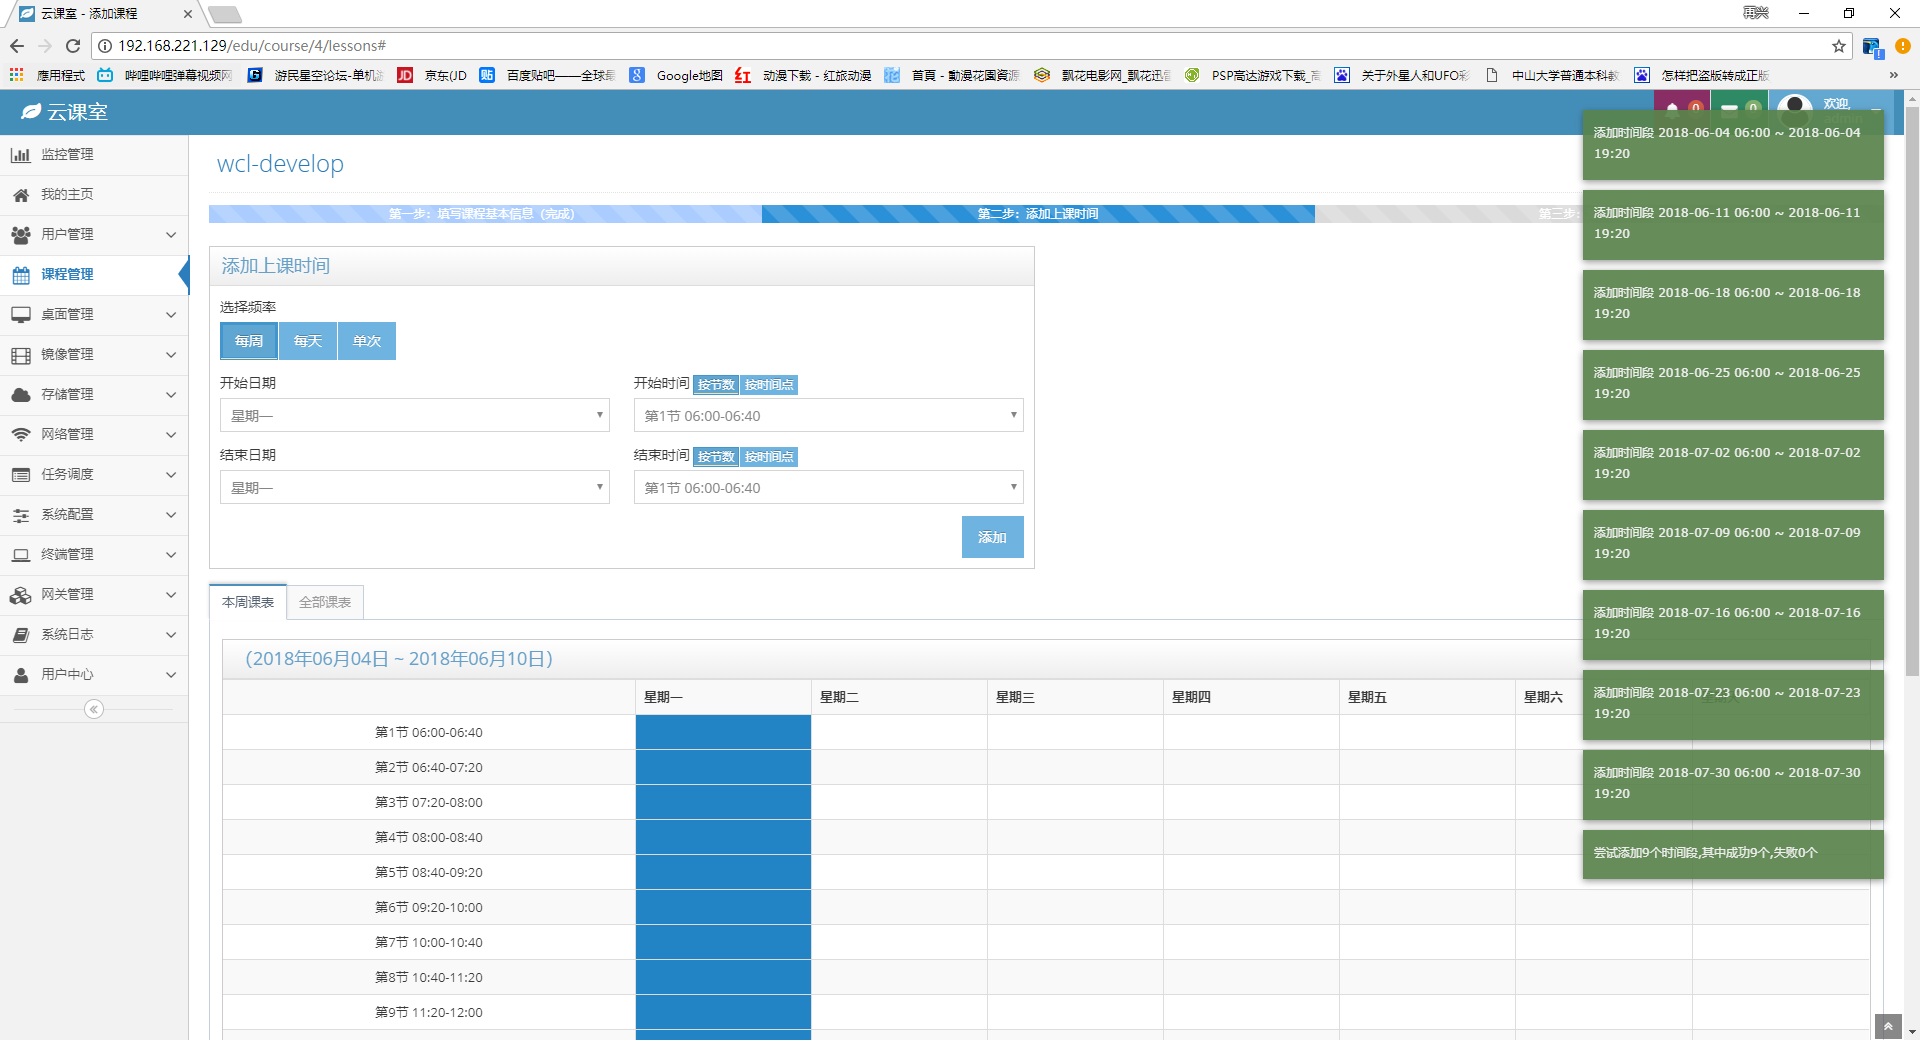 云课室 - 添加课程
再兴
192.168.221.129/edu/course/4/lessons#
應用程式
哔哩哔哩弹幕视频网
游民星空论坛-单机游
京东(JD
百度贴吧——全球最
Google地图
动漫下载 - 红旅动漫
首頁 - 動漫花園資源
飘花电影网_飘花迅雷
PSP高达游戏下载_高
关于外星人和UFO彩
中山大学普通本科教
怎样把盗版转成正版
»
云课室
0
0
欢迎,
admin
监控管理
我的主页
用户管理
课程管理
桌面管理
镜像管理
存储管理
网络管理
任务调度
系统配置
终端管理
网关管理
系统日志
用户中心
wcl-develop
第一步：填写课程基本信息（完成）
第二步：添加上课时间
第三步：
添加上课时间
选择频率
每周
每天
单次
开始日期
开始时间 按节数 按时间点
星期一
第1节 06:00-06:40
结束日期
结束时间 按节数 按时间点
星期一
第1节 06:00-06:40
添加
本周课表
全部课表
（2018年06月04日 ~ 2018年06月10日）
星期一 星期二 星期三 星期四 星期五 星期六
第1节 06:00-06:40
第2节 06:40-07:20
第3节 07:20-08:00
第4节 08:00-08:40
第5节 08:40-09:20
第6节 09:20-10:00
第7节 10:00-10:40
第8节 10:40-11:20
第9节 11:20-12:00
添加时间段 2018-06-04 06:00 ~ 2018-06-04
19:20
添加时间段 2018-06-11 06:00 ~ 2018-06-11
19:20
添加时间段 2018-06-18 06:00 ~ 2018-06-18
19:20
添加时间段 2018-06-25 06:00 ~ 2018-06-25
19:20
添加时间段 2018-07-02 06:00 ~ 2018-07-02
19:20
添加时间段 2018-07-09 06:00 ~ 2018-07-09
19:20
添加时间段 2018-07-16 06:00 ~ 2018-07-16
19:20
添加时间段 2018-07-23 06:00 ~ 2018-07-23
19:20
添加时间段 2018-07-30 06:00 ~ 2018-07-30
19:20
尝试添加9个时间段,其中成功9个,失败0个